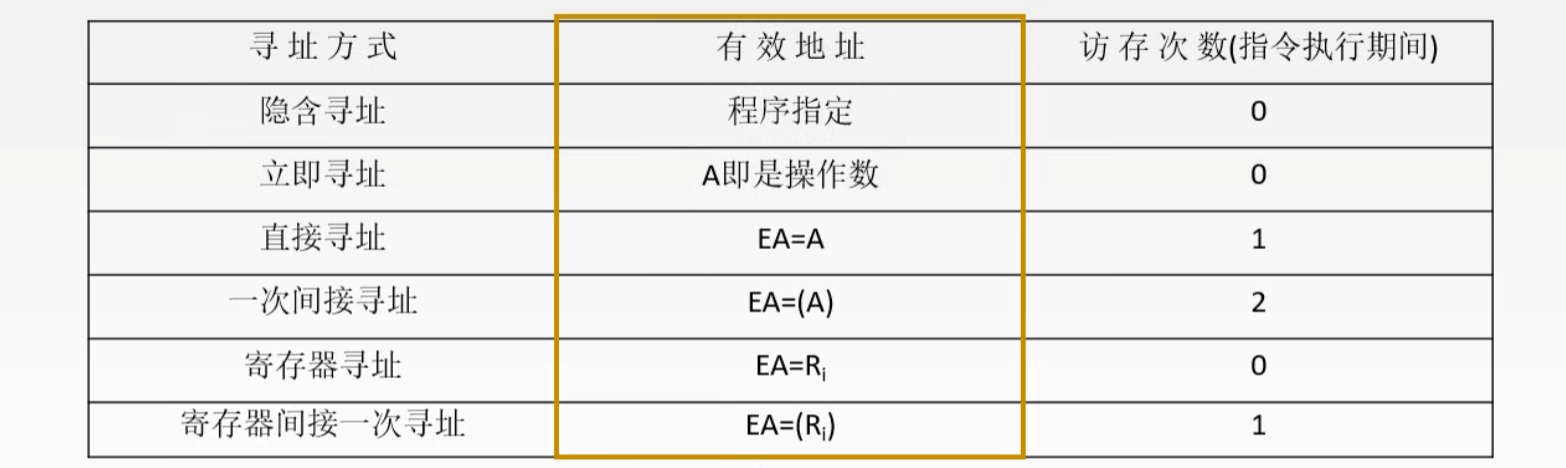 寻址方式 有效地址 访存次数(指令执行期间)
隐含寻址 程序指定 0
立即寻址 A即是操作数 0
直接寻址 EA=A 1
一次间接寻址 EA=(A) 2
寄存器寻址 EA=Ri 0
寄存器间接一次寻址 EA=(Ri) 1